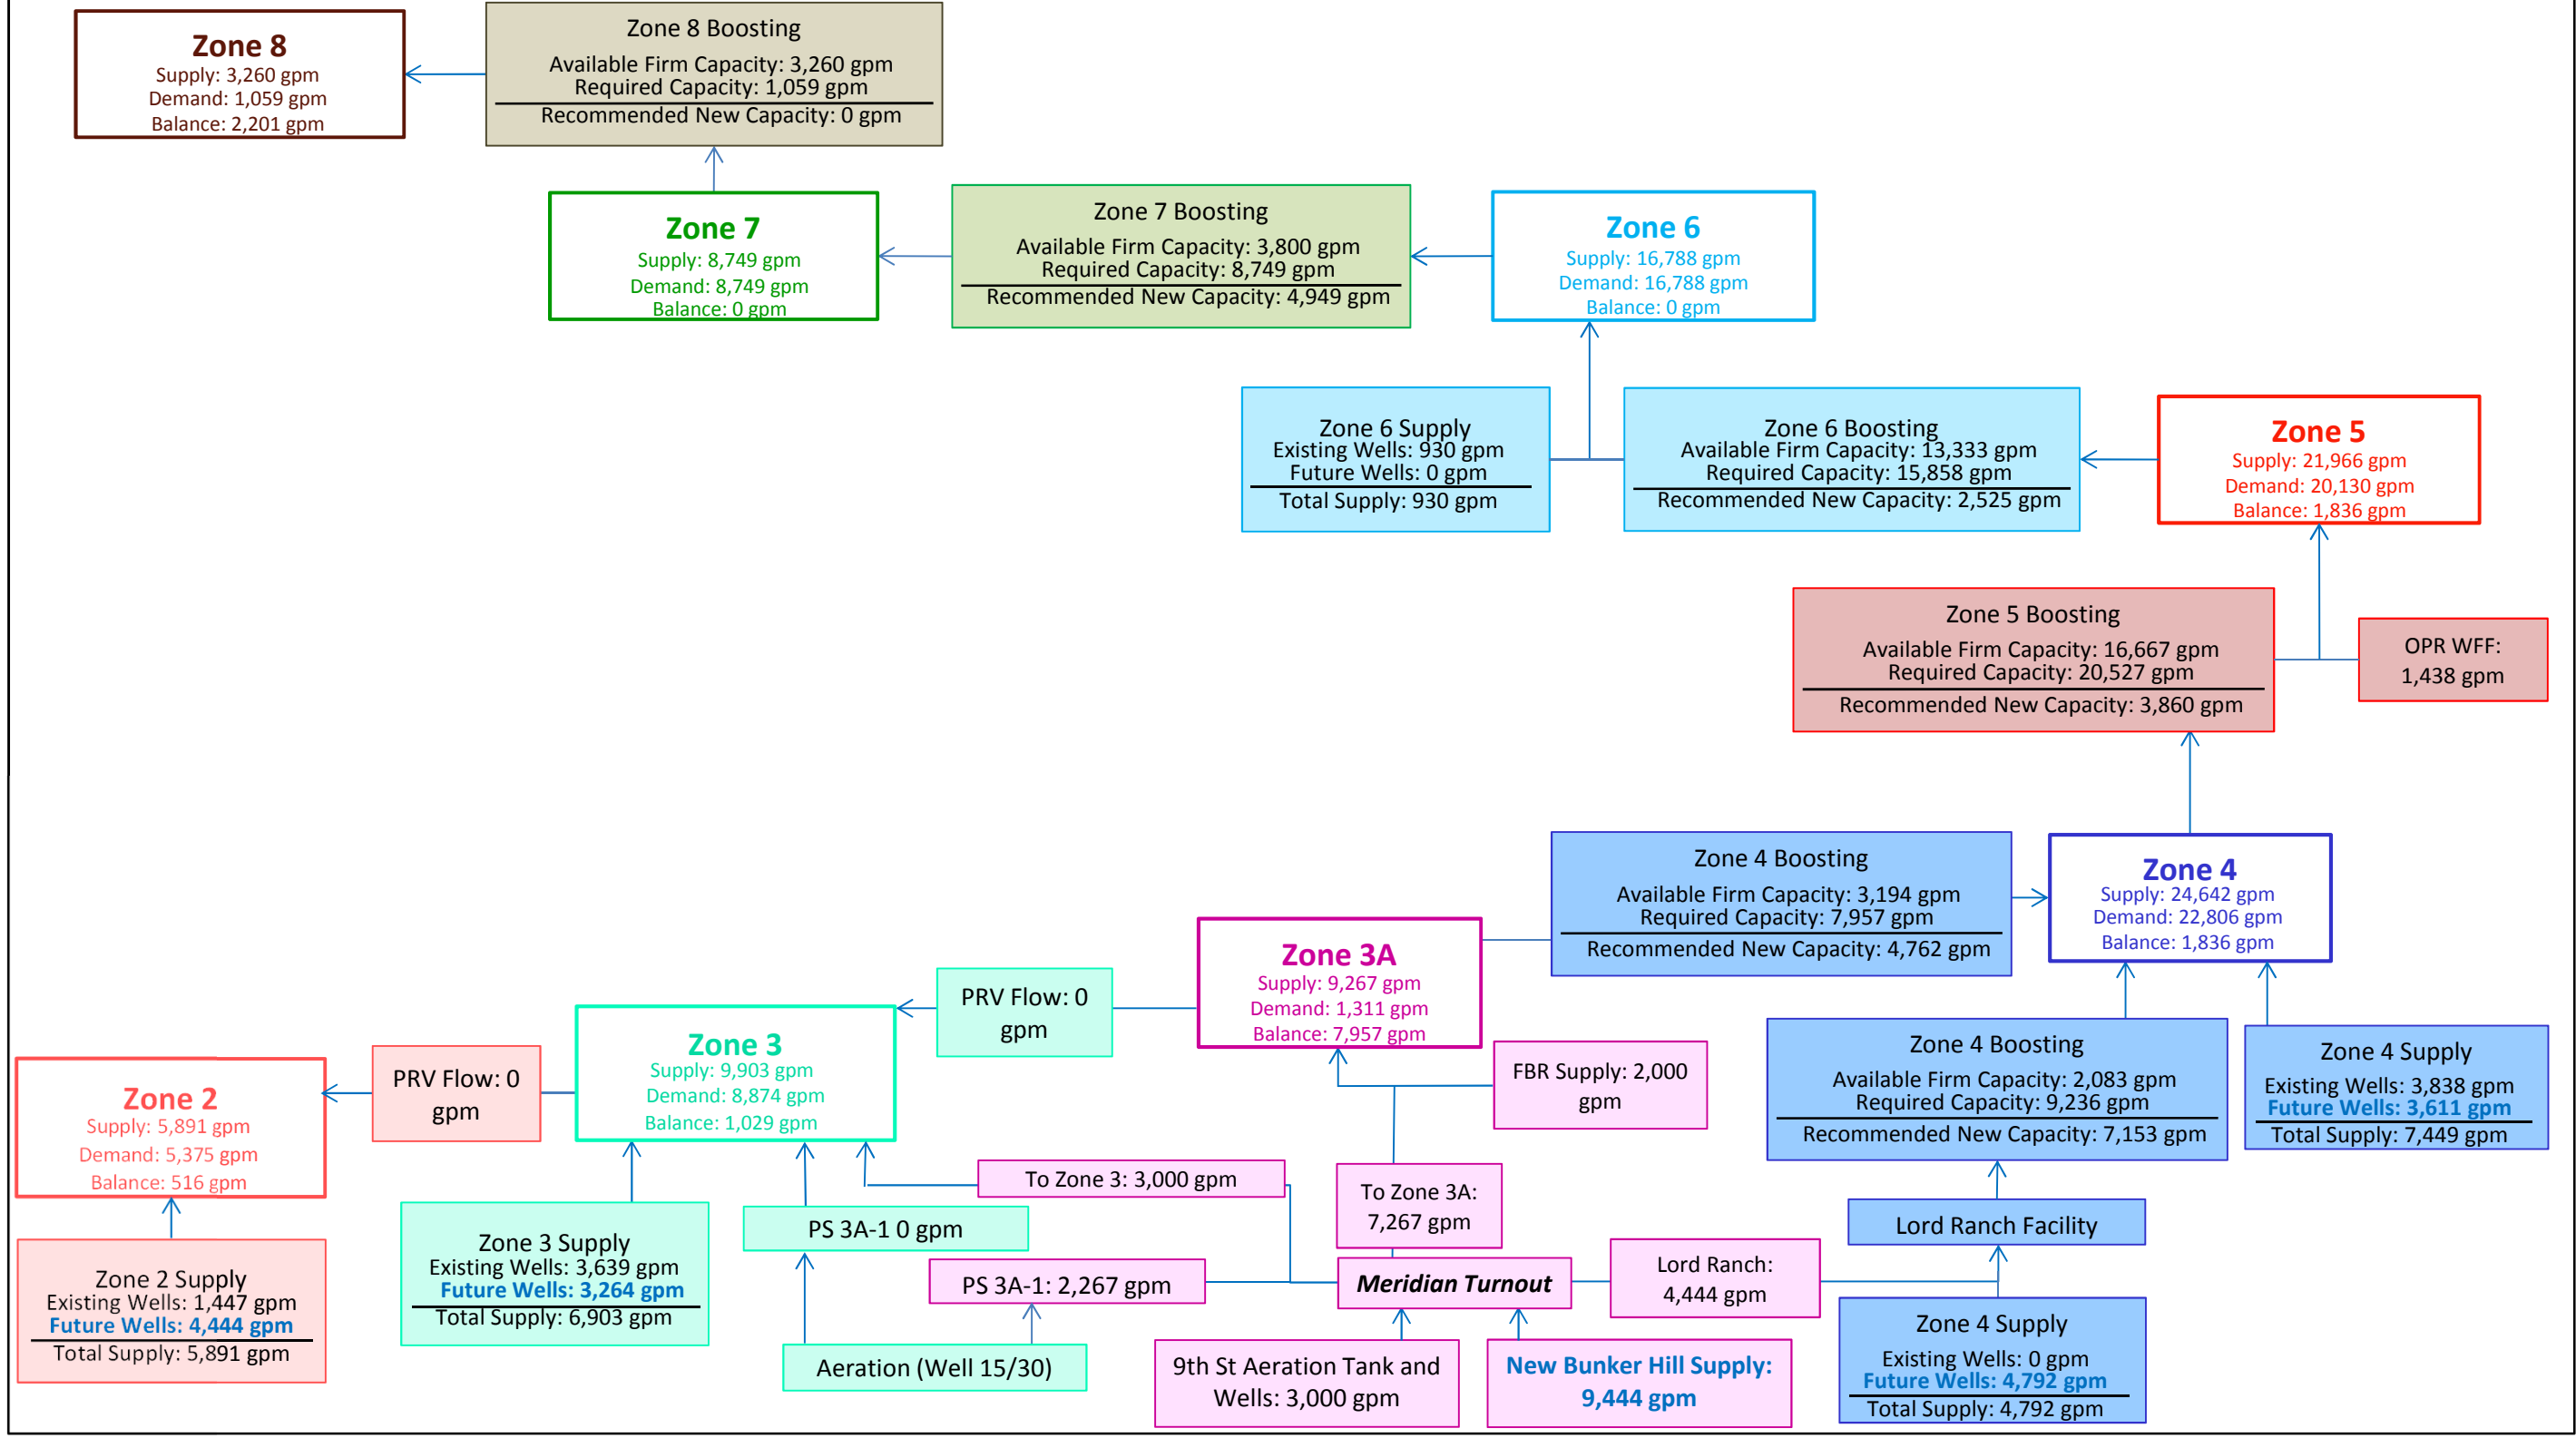 Zone 8
Supply: 3,260 gpm
Demand: 1,059 gpm
Balance: 2,201 gpm
Zone 8 Boosting
Available Firm Capacity: 3,260 gpm
Required Capacity: 1,059 gpm
Recommended New Capacity: 0 gpm
Zone 7
Supply: 8,749 gpm
Demand: 8,749 gpm
Balance: 0 gpm
Zone 7 Boosting
Available Firm Capacity: 3,800 gpm
Required Capacity: 8,749 gpm
Recommended New Capacity: 4,949 gpm
Zone 6
Supply: 16,788 gpm
Demand: 16,788 gpm
Balance: 0 gpm
Zone 6 Supply
Existing Wells: 930 gpm
Future Wells: 0 gpm
Total Supply: 930 gpm
Zone 6 Boosting
Available Firm Capacity: 13,333 gpm
Required Capacity: 15,858 gpm
Recommended New Capacity: 2,525 gpm
Zone 5
Supply: 21,966 gpm
Demand: 20,130 gpm
Balance: 1,836 gpm
Zone 5 Boosting
Available Firm Capacity: 16,667 gpm
Required Capacity: 20,527 gpm
Recommended New Capacity: 3,860 gpm
OPR WFF:
1,438 gpm
Zone 4 Boosting
Available Firm Capacity: 3,194 gpm
Required Capacity: 7,957 gpm
Recommended New Capacity: 4,762 gpm
Zone 4
Supply: 24,642 gpm
Demand: 22,806 gpm
Balance: 1,836 gpm
Zone 3A
Supply: 9,267 gpm
Demand: 1,311 gpm
Balance: 7,957 gpm
PRV Flow: 0
gpm
Zone 3
Supply: 9,903 gpm
Demand: 8,874 gpm
Balance: 1,029 gpm
PRV Flow: 0
gpm
Zone 2
Supply: 5,891 gpm
Demand: 5,375 gpm
Balance: 516 gpm
FBR Supply: 2,000
gpm
Zone 4 Boosting
Available Firm Capacity: 2,083 gpm
Required Capacity: 9,236 gpm
Recommended New Capacity: 7,153 gpm
Zone 4 Supply
Existing Wells: 3,838 gpm
Future Wells: 3,611 gpm
Total Supply: 7,449 gpm
To Zone 3: 3,000 gpm
To Zone 3A:
7,267 gpm
Lord Ranch Facility
Zone 2 Supply
Existing Wells: 1,447 gpm
Future Wells: 4,444 gpm
Total Supply: 5,891 gpm
Zone 3 Supply
Existing Wells: 3,639 gpm
Future Wells: 3,264 gpm
Total Supply: 6,903 gpm
PS 3A-1 0 gpm
PS 3A-1: 2,267 gpm
Meridian Turnout
Lord Ranch:
4,444 gpm
Aeration (Well 15/30)
9th St Aeration Tank and
Wells: 3,000 gpm
New Bunker Hill Supply:
9,444 gpm
Zone 4 Supply
Existing Wells: 0 gpm
Future Wells: 4,792 gpm
Total Supply: 4,792 gpm